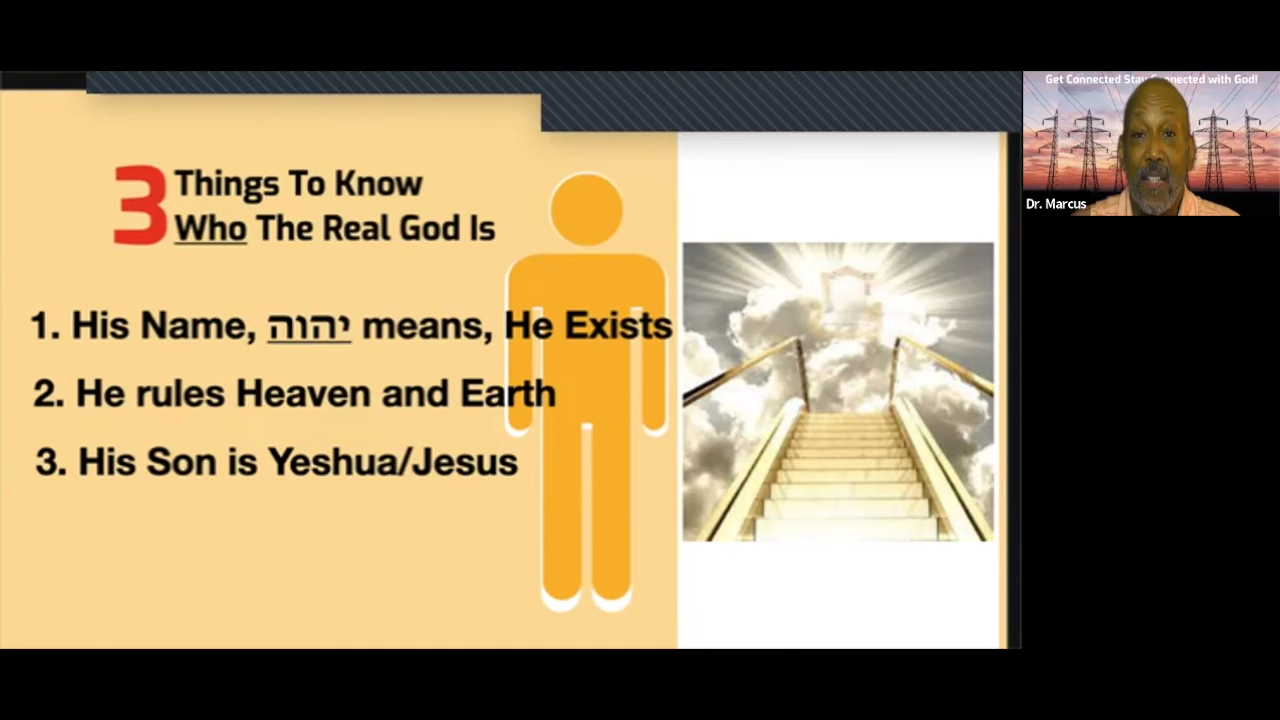 3 Things To Know
Who The Real God Is
1. His Name, יהוה means, He Exists
2. He rules Heaven and Earth
3. His Son is Yeshua/Jesus
Get Connected Stay Connected with God!
Dr. Marcus